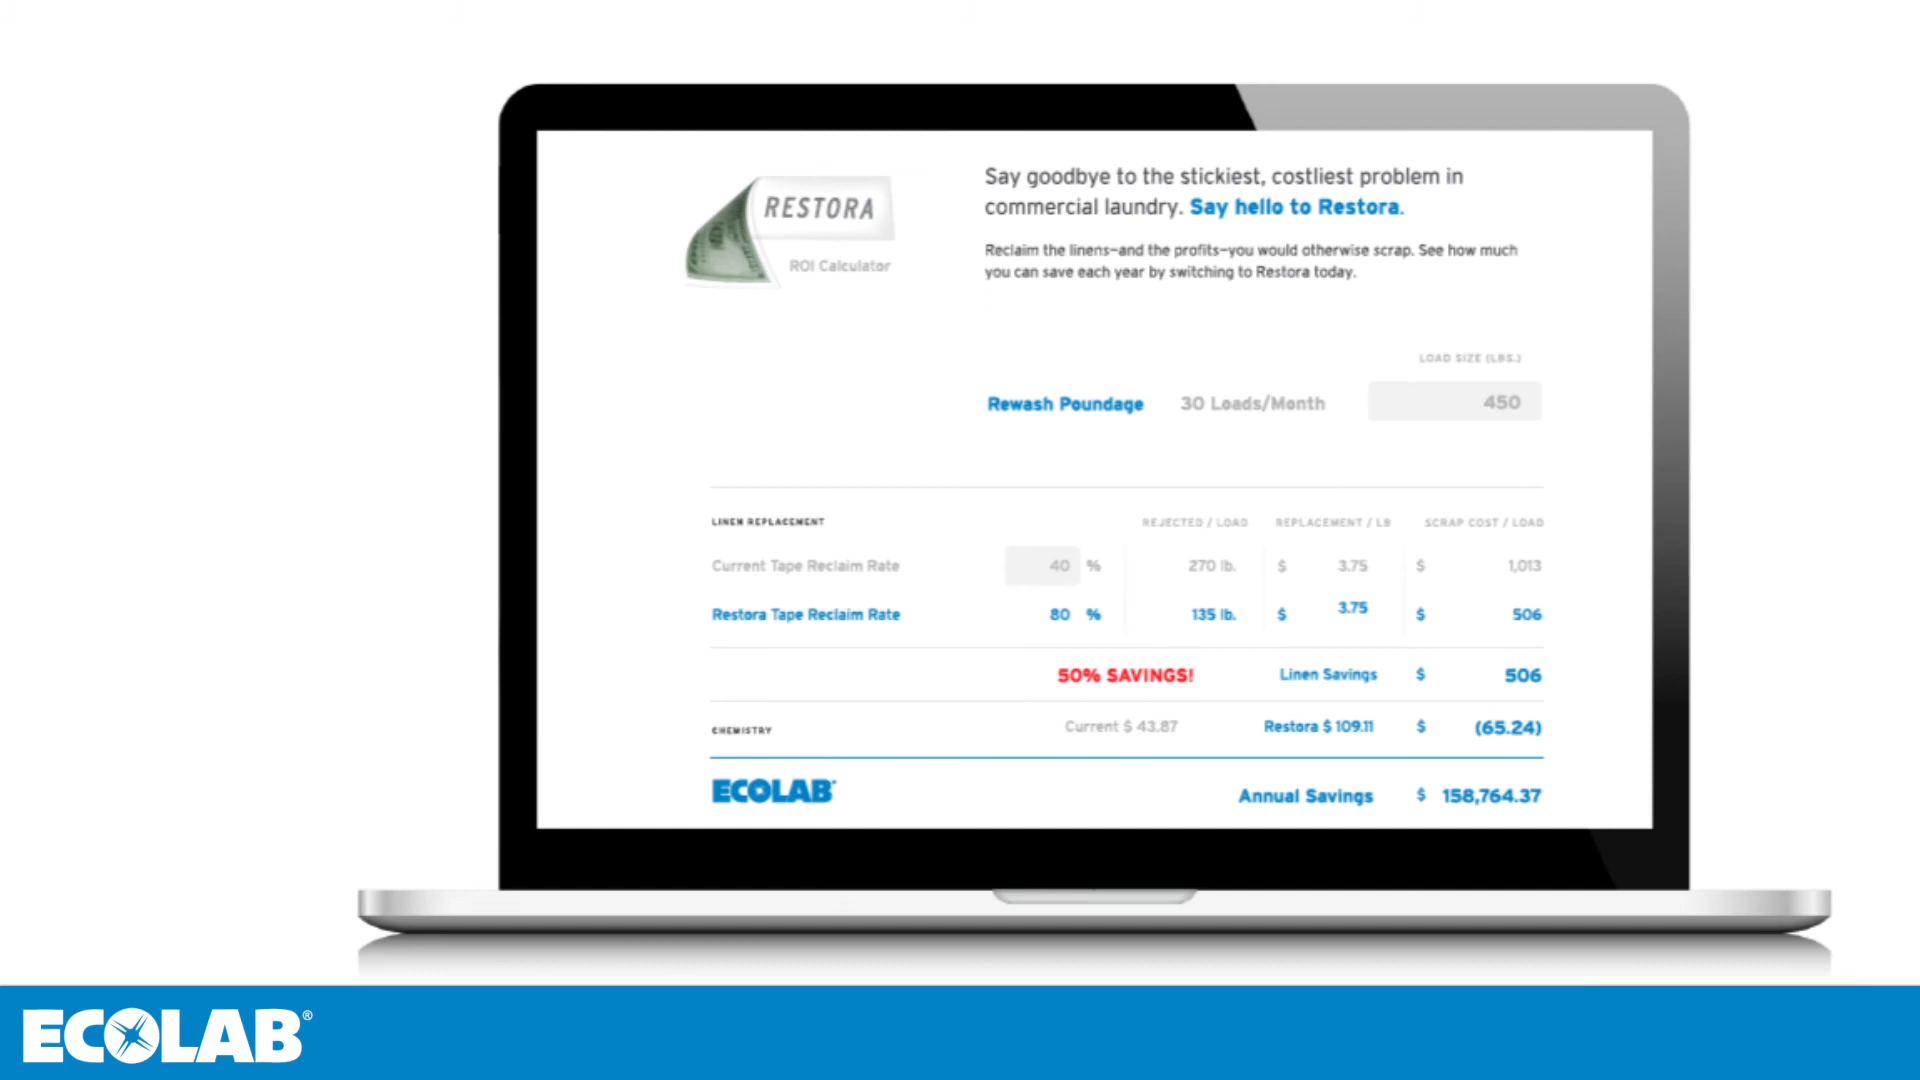 RESTORA
ROI Calculator
Say goodbye to the stickiest, costliest problem in
commercial laundry. Say hello to Restora.
Reclaim the linens—and the profits—you would otherwise scrap. See how much
you can save each year by switching to Restora today.
LOAD SIZE (LBS.)
Rewash Poundage 30 Loads/Month 450
LINEN REPLACEMENT REJECTED / LOAD REPLACEMENT / LB SCRAP COST / LOAD
Current Tape Reclaim Rate 40 % 270 lb. $ 3.75 $ 1,013
Restora Tape Reclaim Rate 80 % 135 lb. $ 3.75 $ 506
50% SAVINGS! Linen Savings $ 506
CHEMISTRY Current $ 43.87 Restora $ 109.11 $ (65.24)
ECOLAB® Annual Savings $ 158,764.37
ECOLAB®